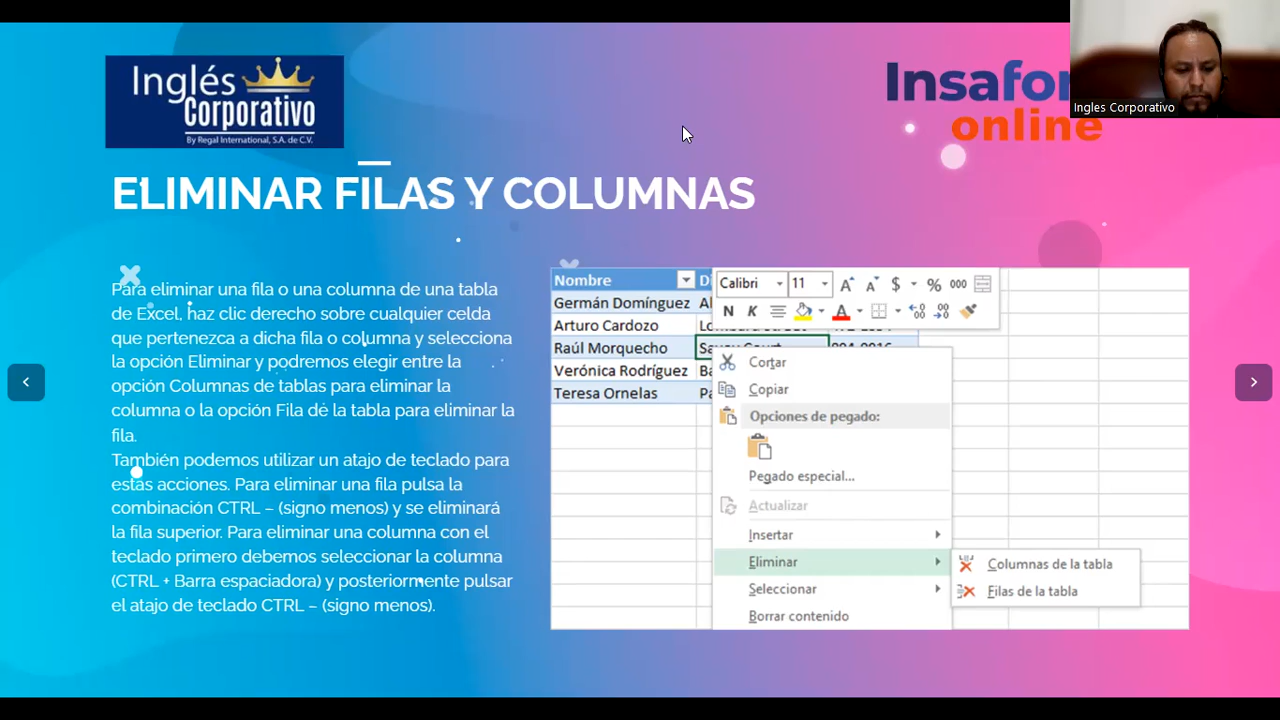 Inglés
Corporativo
By Regal International, S.A. de C.V.
Insafor
online
Ingles Corporativo
ELIMINAR FILAS Y COLUMNAS
Para eliminar una fila o una columna de una tabla
de Excel, haz clic derecho sobre cualquier celda
que pertenezca a dicha fila o columna y selecciona
la opción Eliminar y podremos elegir entre la
opción Columnas de tablas para eliminar la
columna o la opción Fila de la tabla para eliminar la
fila.
También podemos utilizar un atajo de teclado para
estas acciones. Para eliminar una fila pulsa la
combinación CTRL – (signo menos) y se eliminará
la fila superior. Para eliminar una columna con el
teclado primero debemos seleccionar la columna
(CTRL + Barra espaciadora) y posteriormente pulsar
el atajo de teclado CTRL – (signo menos).
Nombre
Germán Domínguez
Arturo Cardozo
Raúl Morquecho
Verónica Rodríguez
Teresa Ornelas
Calibri 11 $ % 000
N K A
Cortar
Copiar
Opciones de pegado:
Pegado especial...
Actualizar
Insertar
Eliminar
Seleccionar
Borrar contenido
Columnas de la tabla
Filas de la tabla